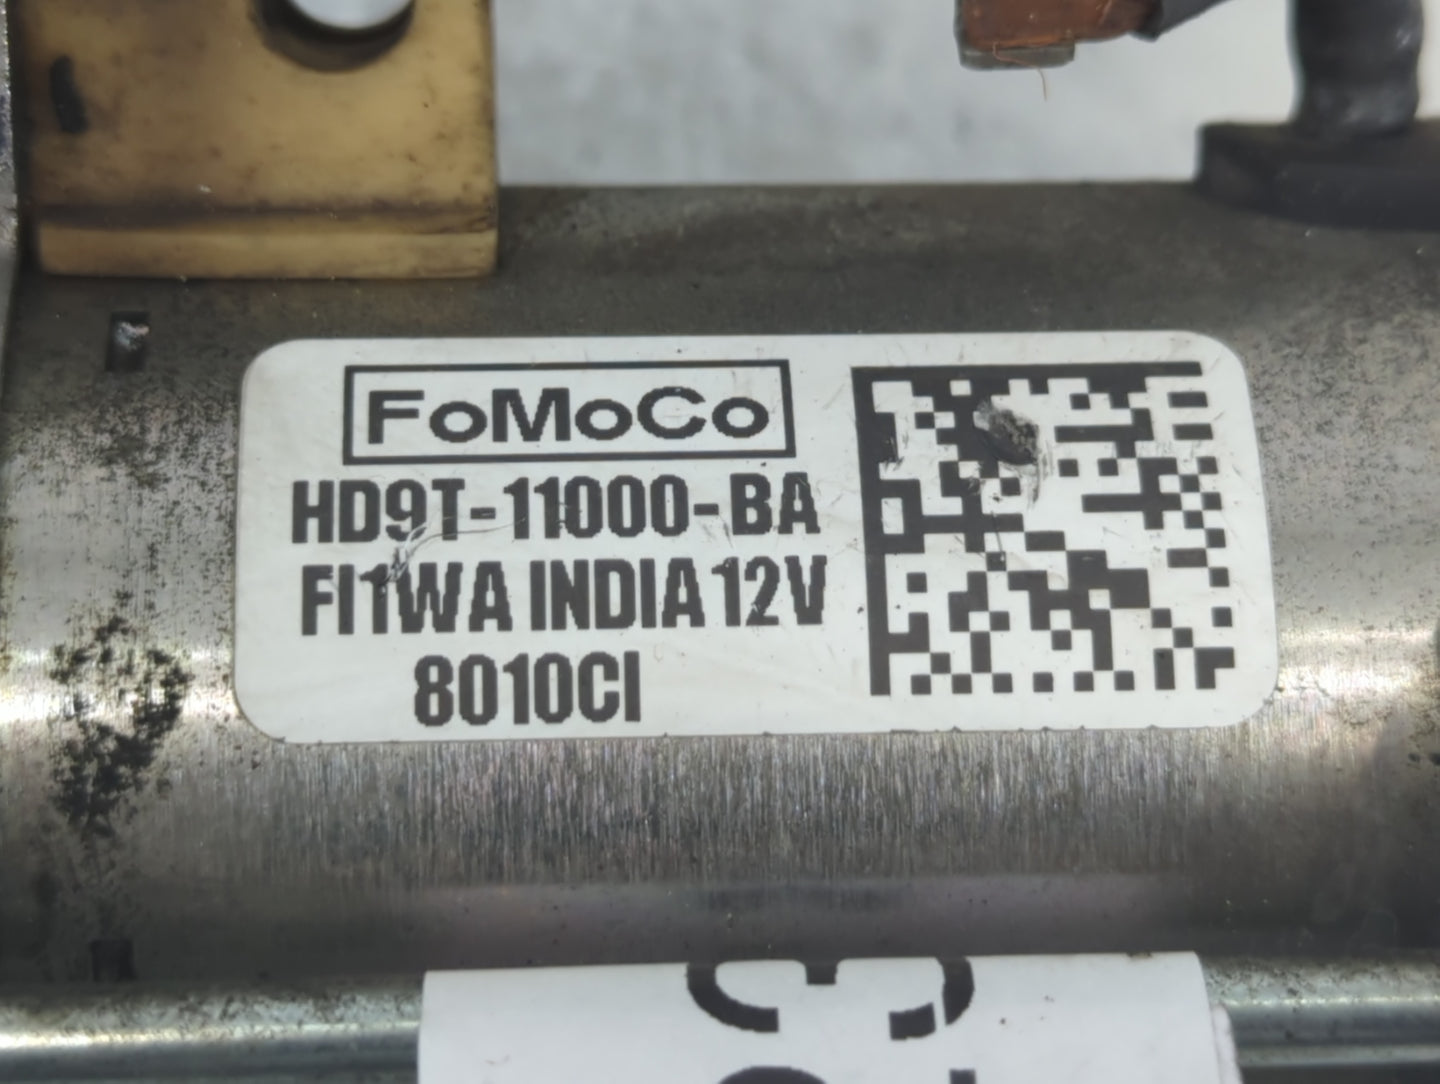 FoMoCo
HD9T-11000-BA
FI1WA INDIA 12V
8010CI